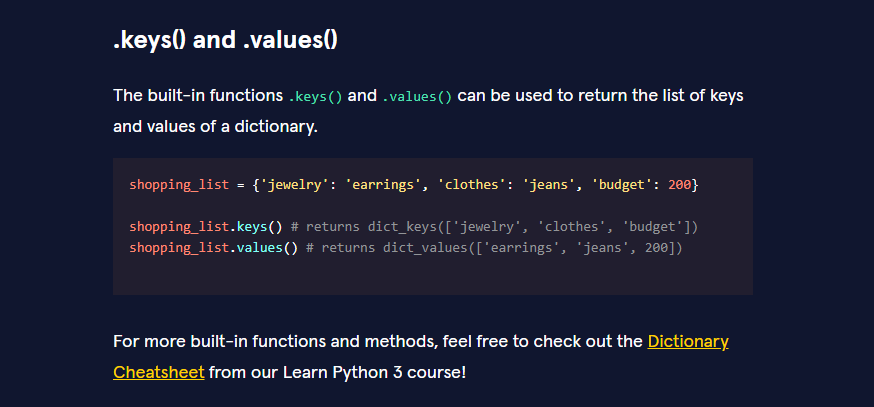 .keys() and .values()
The built-in functions .keys() and .values() can be used to return the list of keys
and values of a dictionary.
shopping_list = {'jewelry': 'earrings', 'clothes': 'jeans', 'budget': 200}
shopping_list.keys() # returns dict_keys(['jewelry', 'clothes', 'budget'])
shopping_list.values() # returns dict_values(['earrings', 'jeans', 200])
For more built-in functions and methods, feel free to check out the Dictionary
Cheatsheet from our Learn Python 3 course!